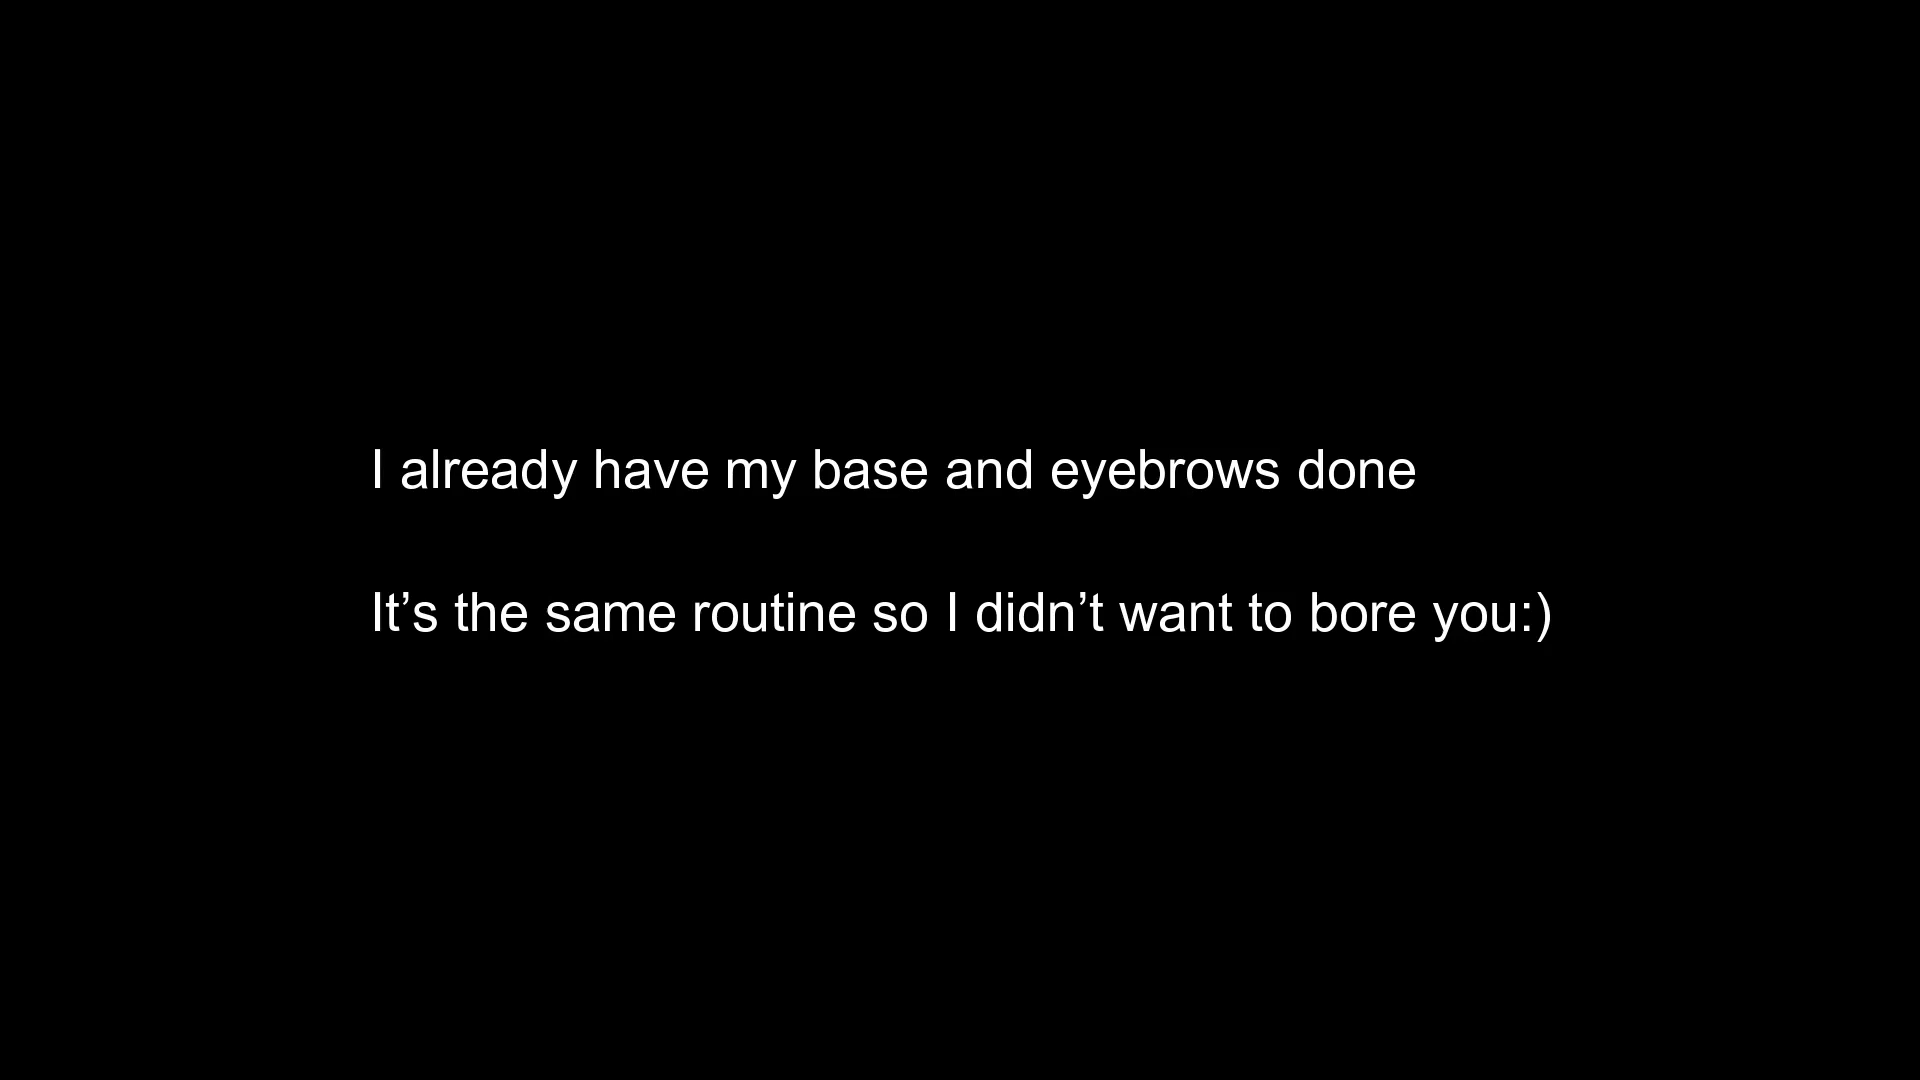 I already have my base and eyebrows done
It’s the same routine so I didn’t want to bore you:)